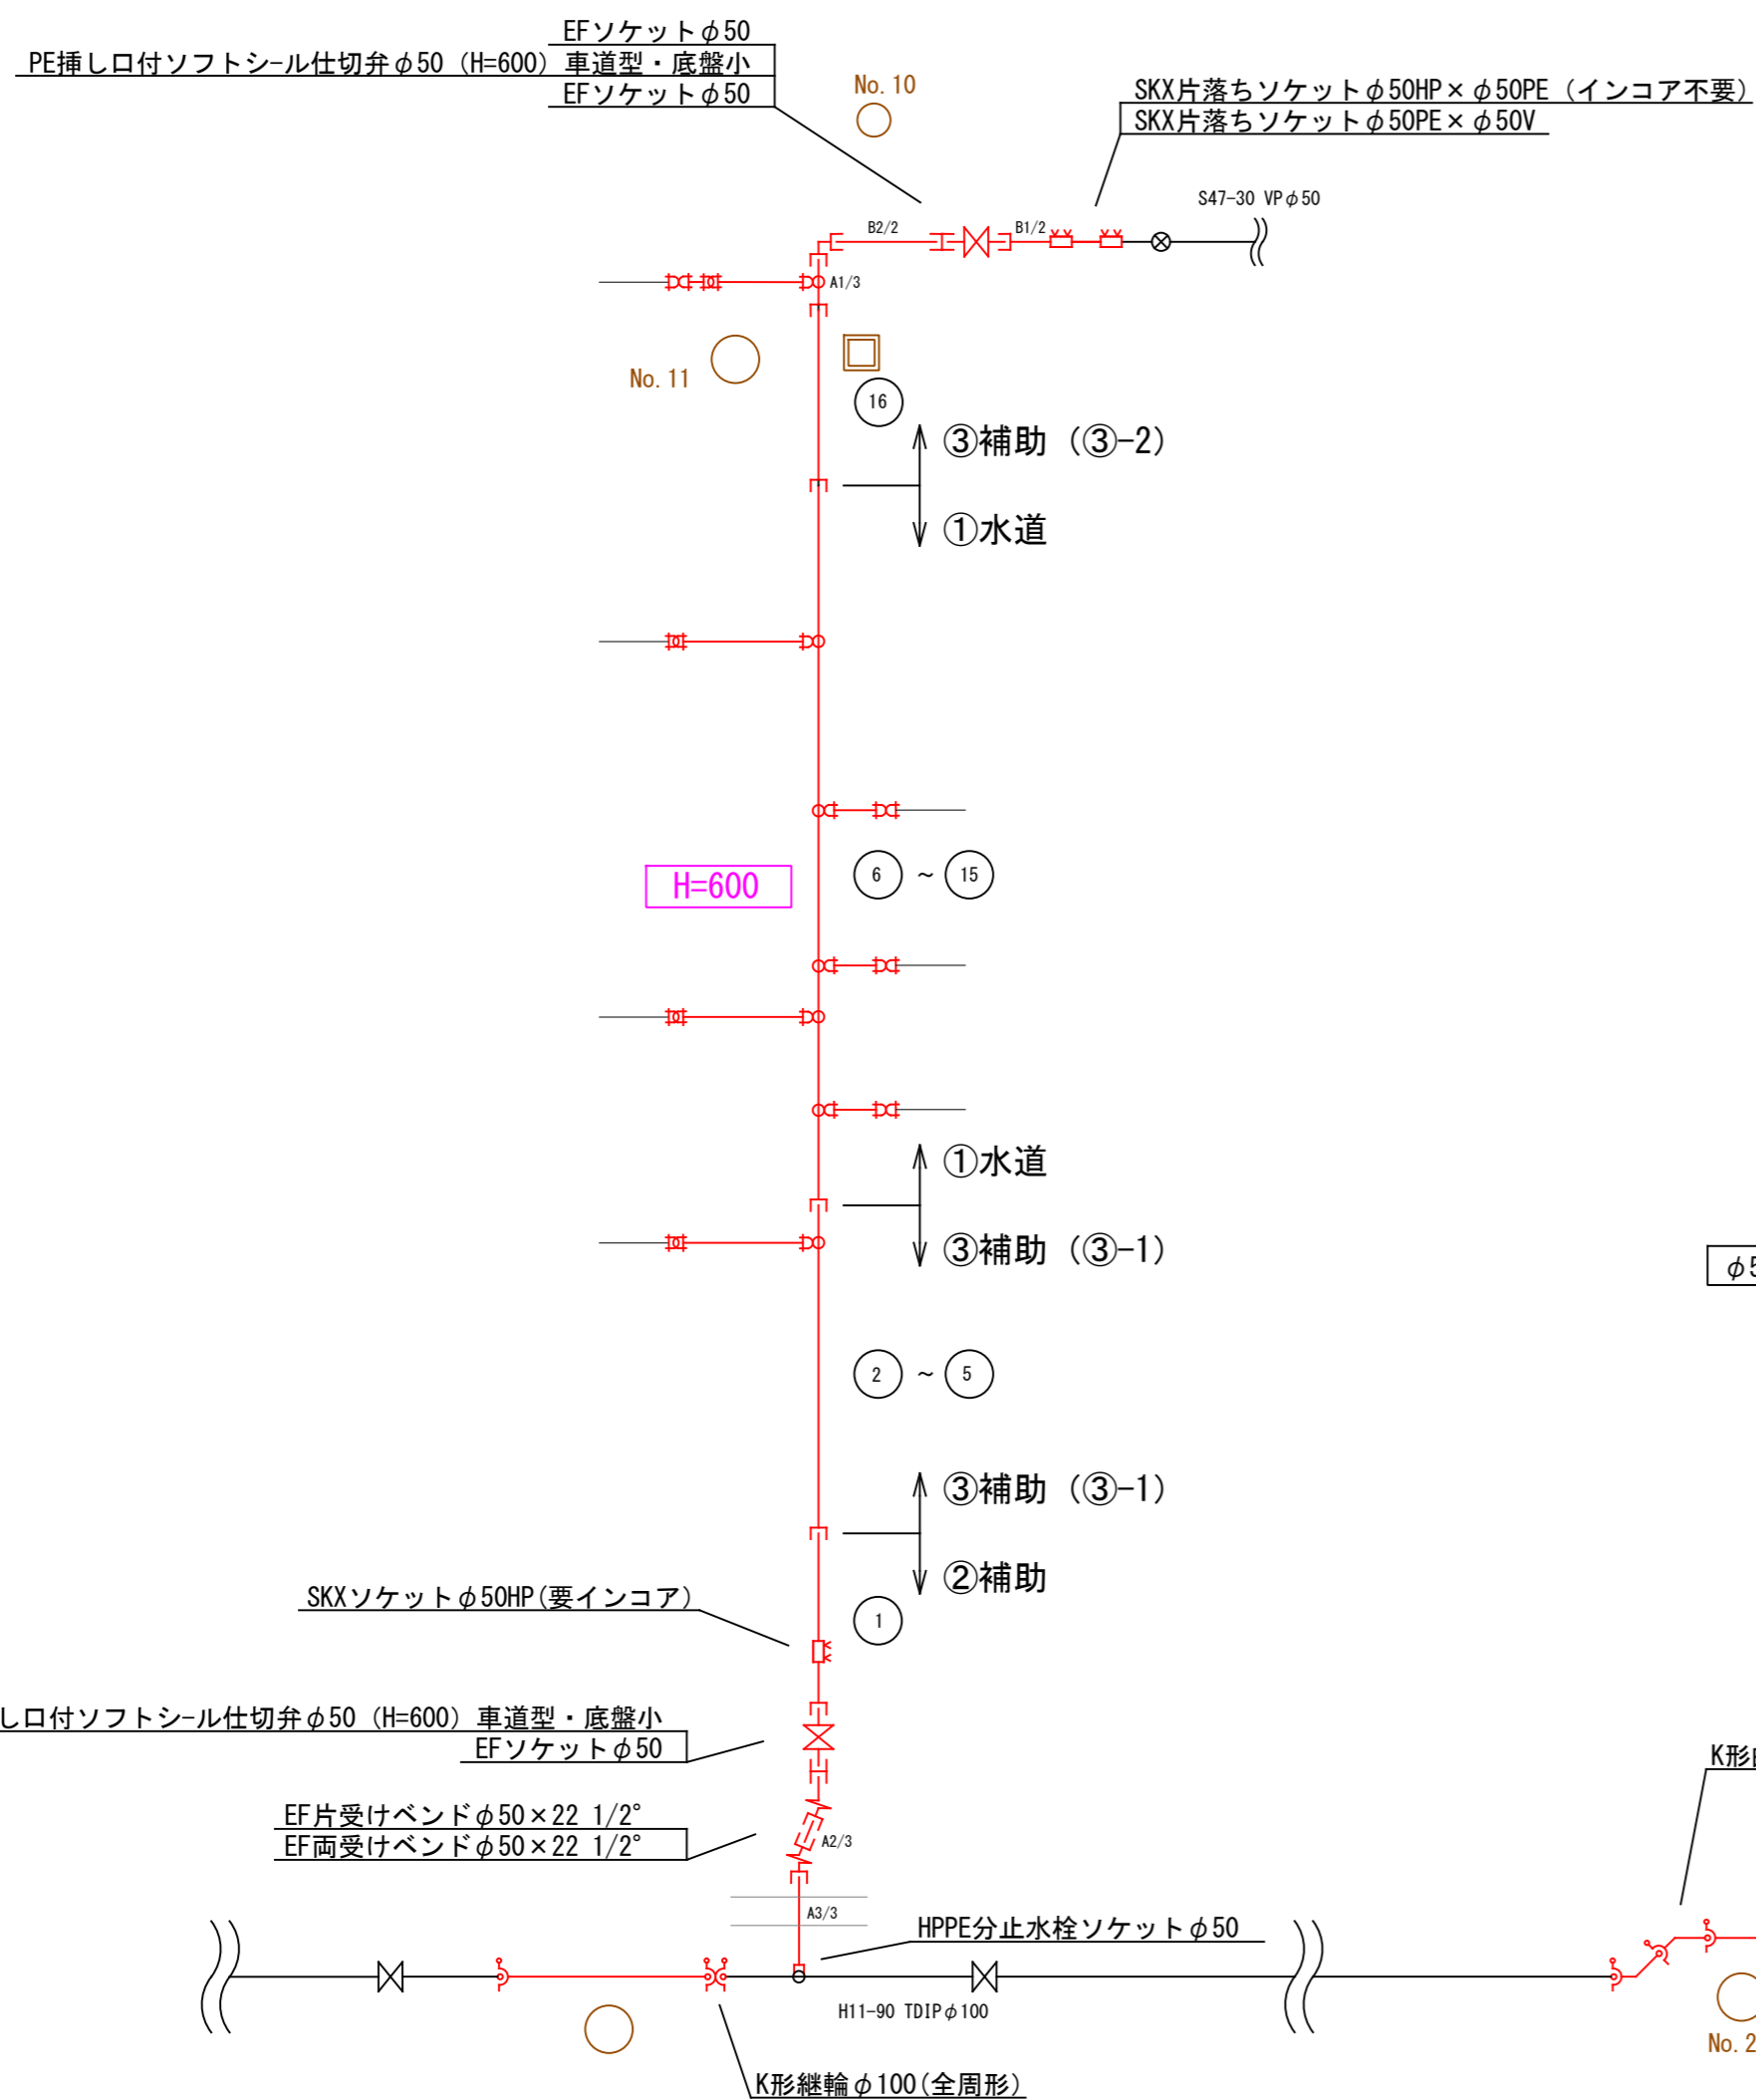 EFソケットφ50
PE挿し口付ソフトシール仕切弁φ50（H=600）車道型・底盤小
EFソケットφ50
No.10
SKX片落ちソケットφ50HP×φ50PE（インコア不要）
SKX片落ちソケットφ50PE×φ50V
S47-30 VPφ50
B2/2
B1/2
A1/3
No.11
16
③補助（③-2）
①水道
H=600
6 ～ 15
①水道
③補助（③-1）
φ5
2 ～ 5
③補助（③-1）
②補助
SKXソケットφ50HP(要インコア)
1
し口付ソフトシール仕切弁φ50（H=600）車道型・底盤小
EFソケットφ50
K形
EF片受けベンドφ50×22 1/2°
EF両受けベンドφ50×22 1/2°
A2/3
A3/3
HPPE分止水栓ソケットφ50
H11-90 TDIPφ100
No.2
K形継輪φ100(全周形)